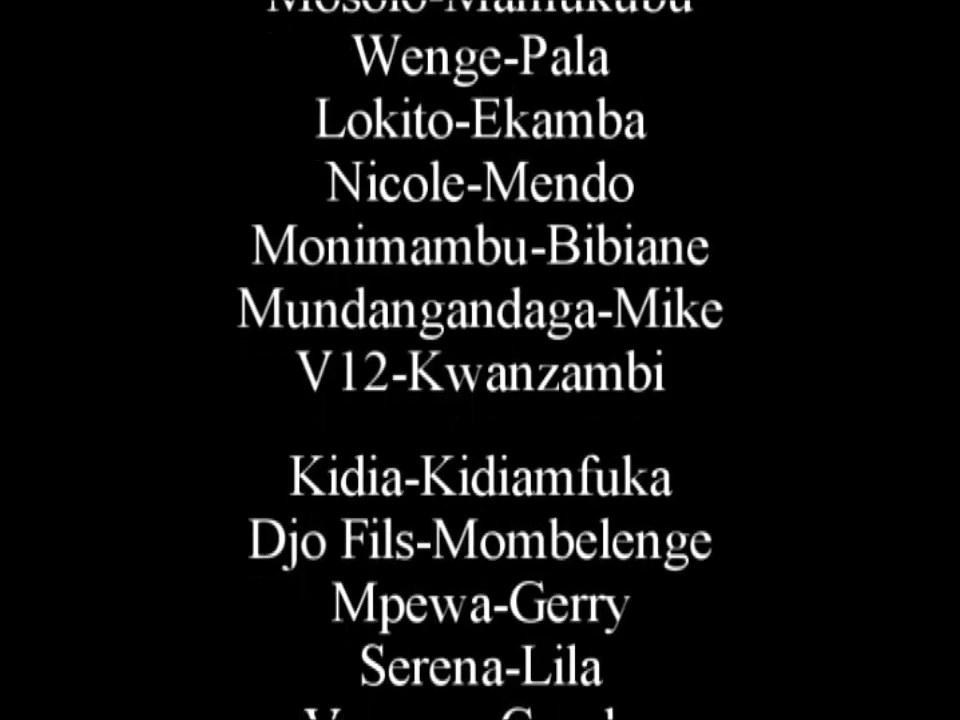 Wenge-Pala
Lokito-Ekamba
Nicole-Mendo
Monimambu-Bibiane
Mundangandaga-Mike
V12-Kwanzambi
Kidia-Kidiamfuka
Djo Fils-Mombelenge
Mpewa-Gerry
Serena-Lila